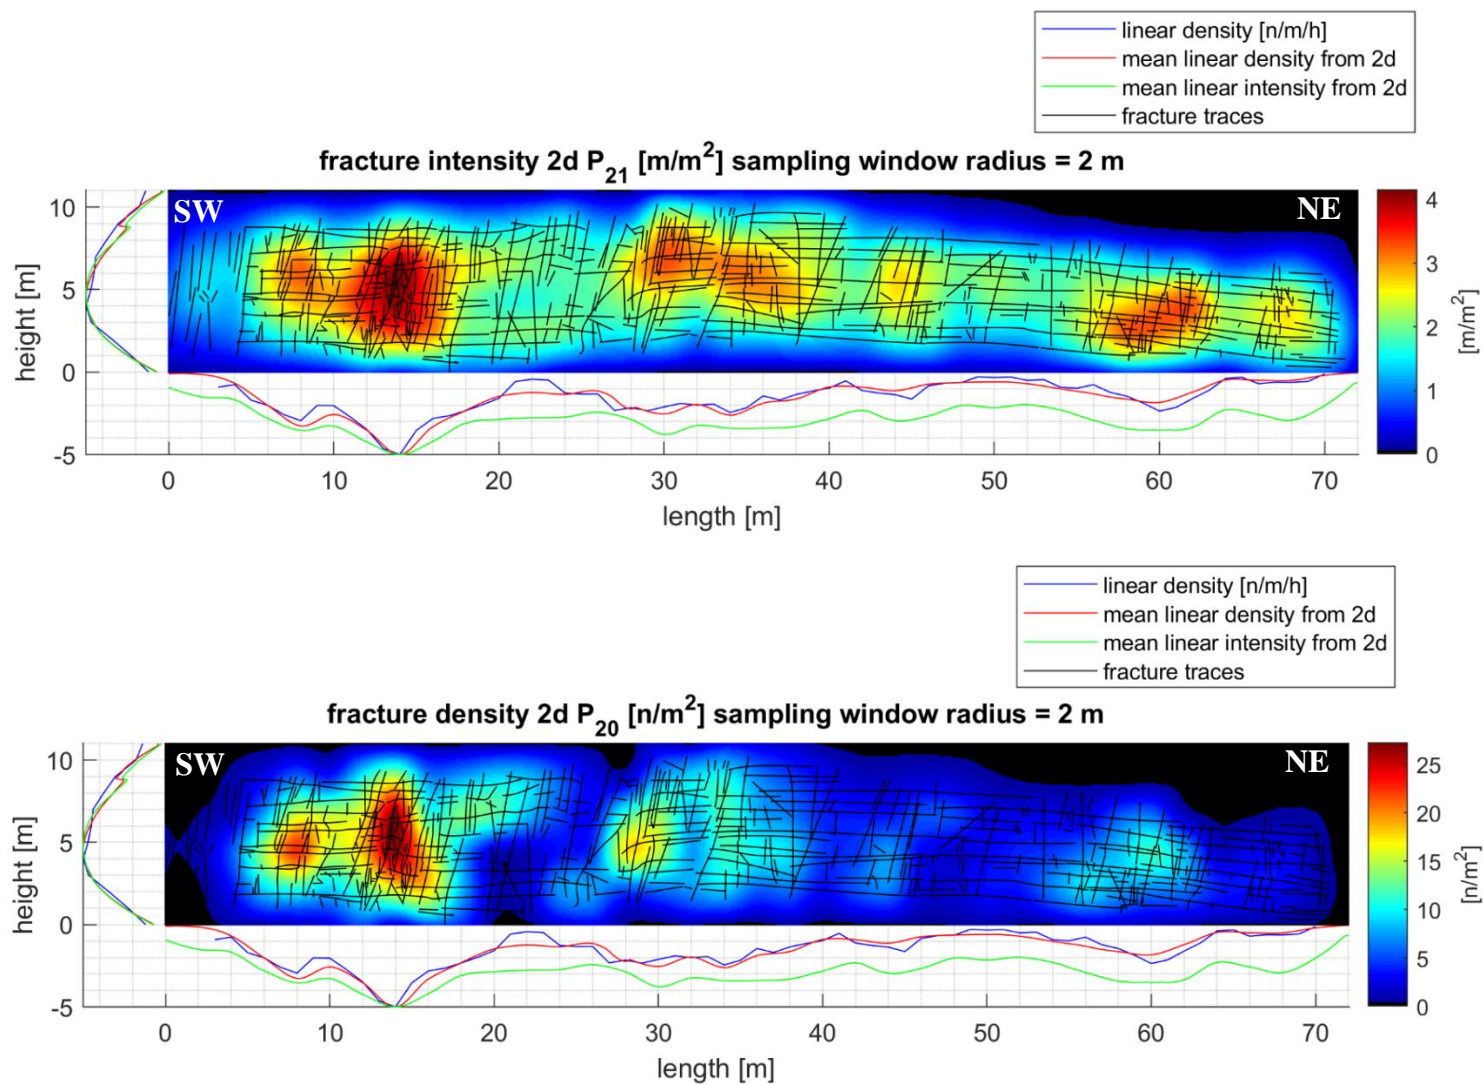 linear density [n/m/h]
mean linear density from 2d
mean linear intensity from 2d
fracture traces
fracture intensity 2d P21 [m/m2] sampling window radius = 2 m
SW
NE
height [m]
10
5
0
-5
0
10
20
30
40
50
60
70
length [m]
4
3
2
1
0
[m/m2]
linear density [n/m/h]
mean linear density from 2d
mean linear intensity from 2d
fracture traces
fracture density 2d P20 [n/m2] sampling window radius = 2 m
SW
NE
height [m]
10
5
0
-5
0
10
20
30
40
50
60
70
length [m]
25
20
15
10
5
0
[n/m2]